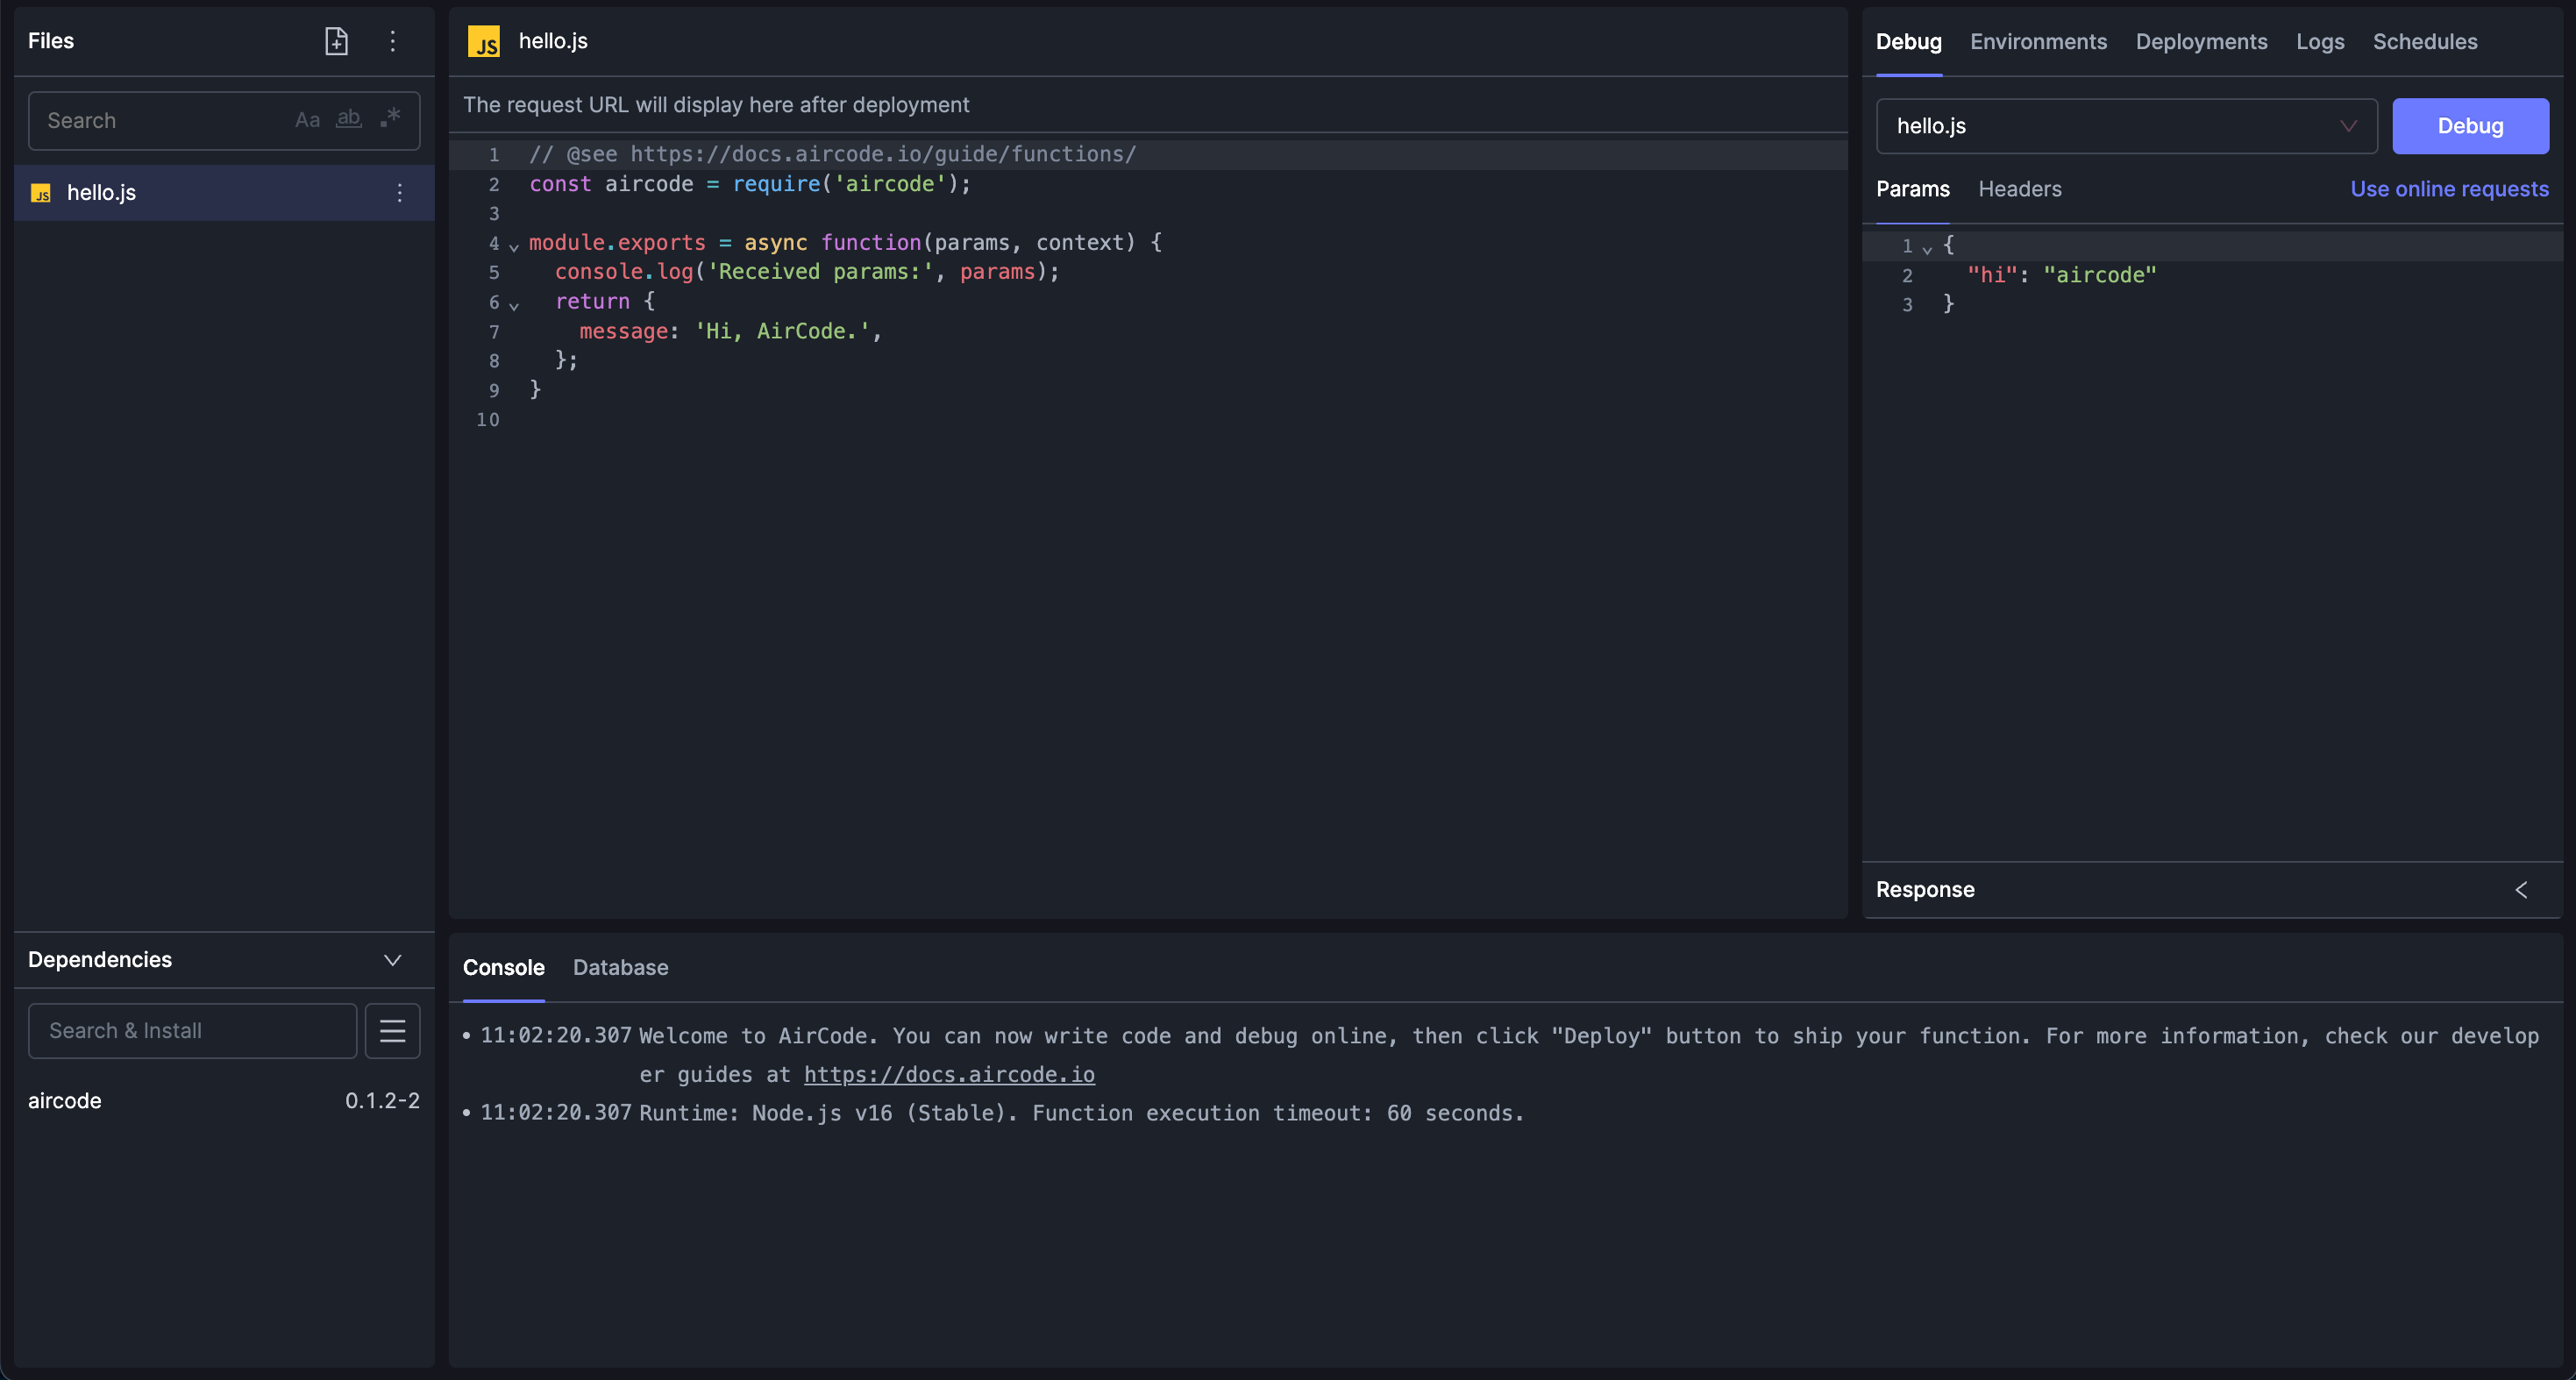 Files
Search Aa ab .*
JS hello.js
Dependencies
Search & Install
aircode 0.1.2-2
JS hello.js
The request URL will display here after deployment
1 // @see https://docs.aircode.io/guide/functions/
2 const aircode = require('aircode');
3
4 module.exports = async function(params, context) {
5 console.log('Received params:', params);
6 return {
7 message: 'Hi, AirCode.',
8 };
9 }
10
Debug Environments Deployments Logs Schedules
hello.js Debug
Params Headers Use online requests
1 {
2 "hi": "aircode"
3 }
Response
Console Database
• 11:02:20.307 Welcome to AirCode. You can now write code and debug online, then click "Deploy" button to ship your function. For more information, check our develop
er guides at https://docs.aircode.io
• 11:02:20.307 Runtime: Node.js v16 (Stable). Function execution timeout: 60 seconds.